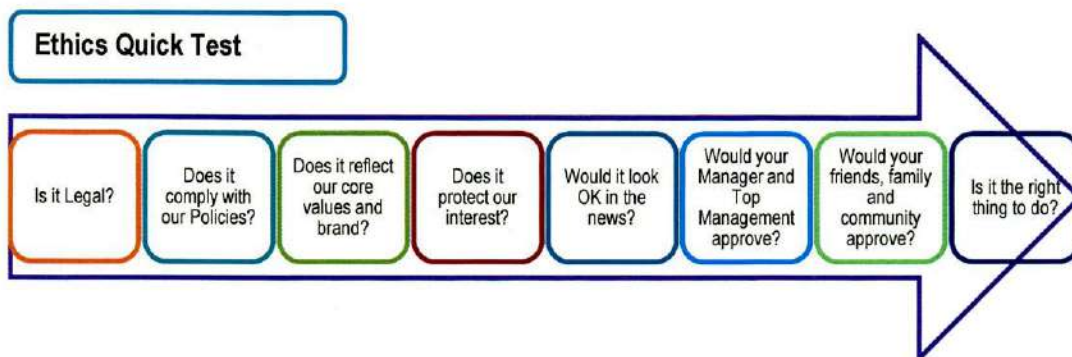 Ethics Quick Test
Is it Legal?
Does it
comply with
our Policies?
Does it reflect
our core
values and
brand?
Does it
protect our
interest?
Would it look
OK in the
news?
Would your
Manager and
Top
Management
approve?
Would your
friends, family
and
community
approve?
Is it the right
thing to do?